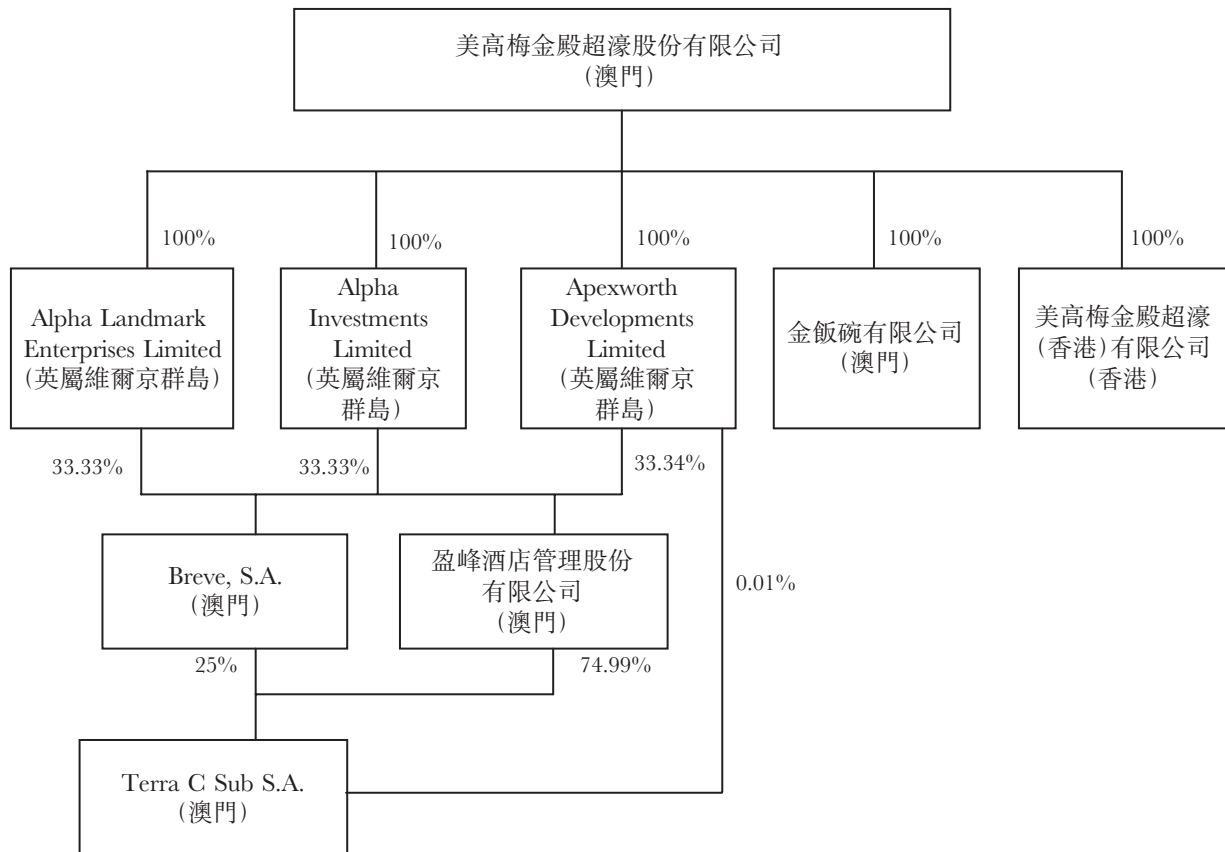 美高梅金殿超濠股份有限公司
(澳門)
100%
100%
100%
100%
100%
Alpha Landmark
Enterprises Limited
(英屬維爾京群島)
Alpha
Investments
Limited
(英屬維爾京
群島)
Apexworth
Developments
Limited
(英屬維爾京
群島)
金飯碗有限公司
(澳門)
美高梅金殿超濠
(香港)有限公司
(香港)
33.33%
33.33%
33.34%
Breve, S.A.
(澳門)
盈峰酒店管理股份
有限公司
(澳門)
0.01%
25%
74.99%
Terra C Sub S.A.
(澳門)